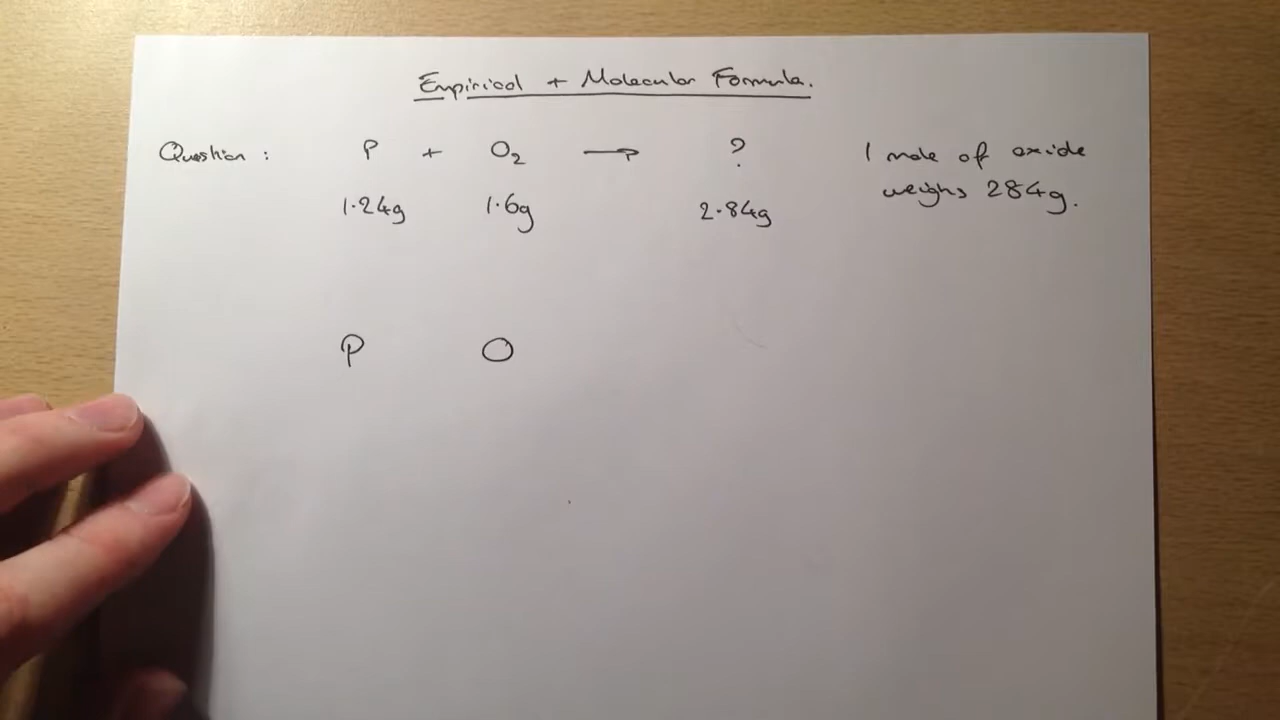 Empirical + Molecular Formula.
Question : P + O₂ → ? 1 mole of oxide
weighs 284g.
1.24g 1.6g 2.84g
P O